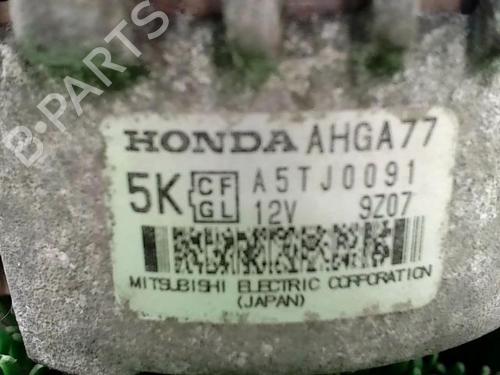 B-PARTS
HONDA AHGA77
5K CF GL A5TJ0091
12V 9Z07
MITSUBISHI ELECTRIC CORPORATION
(JAPAN)